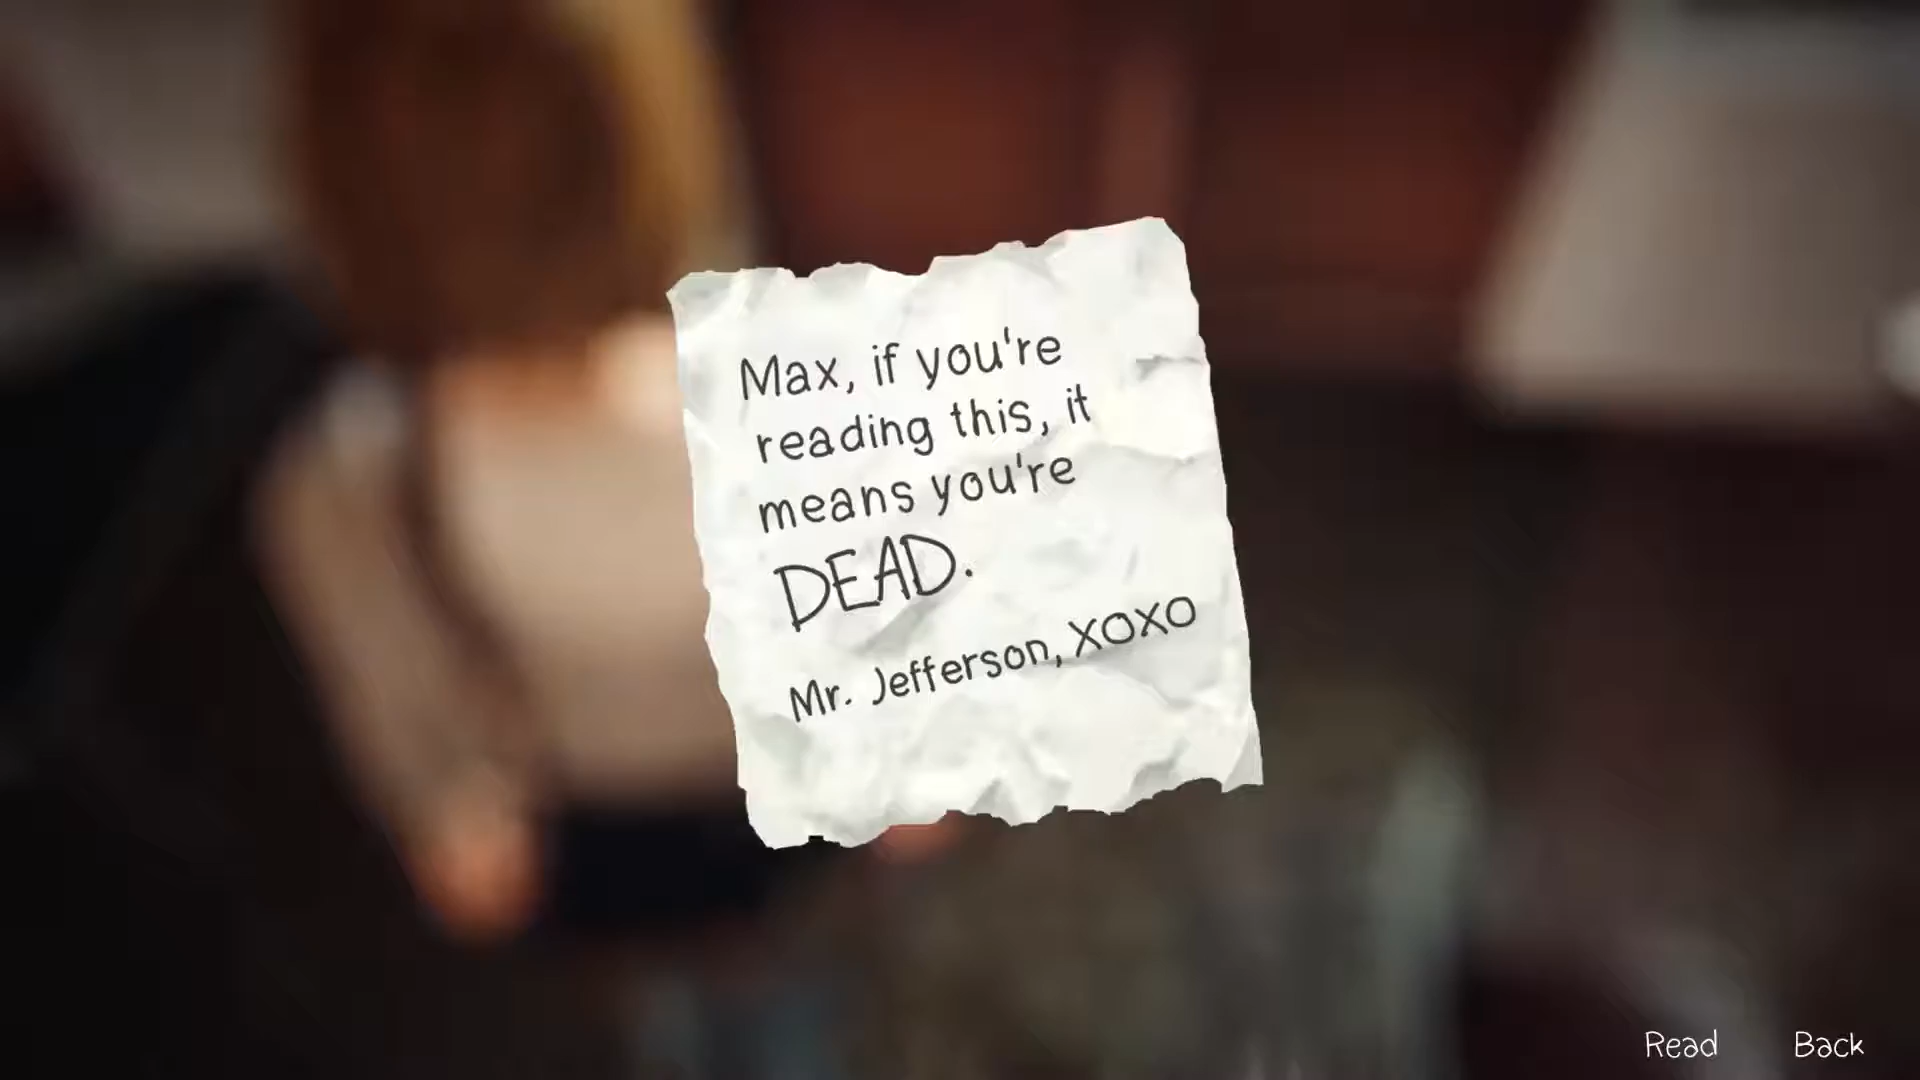 Max, if you're
reading this, it
means you're
DEAD.
Mr. Jefferson, XOXO
Read Back